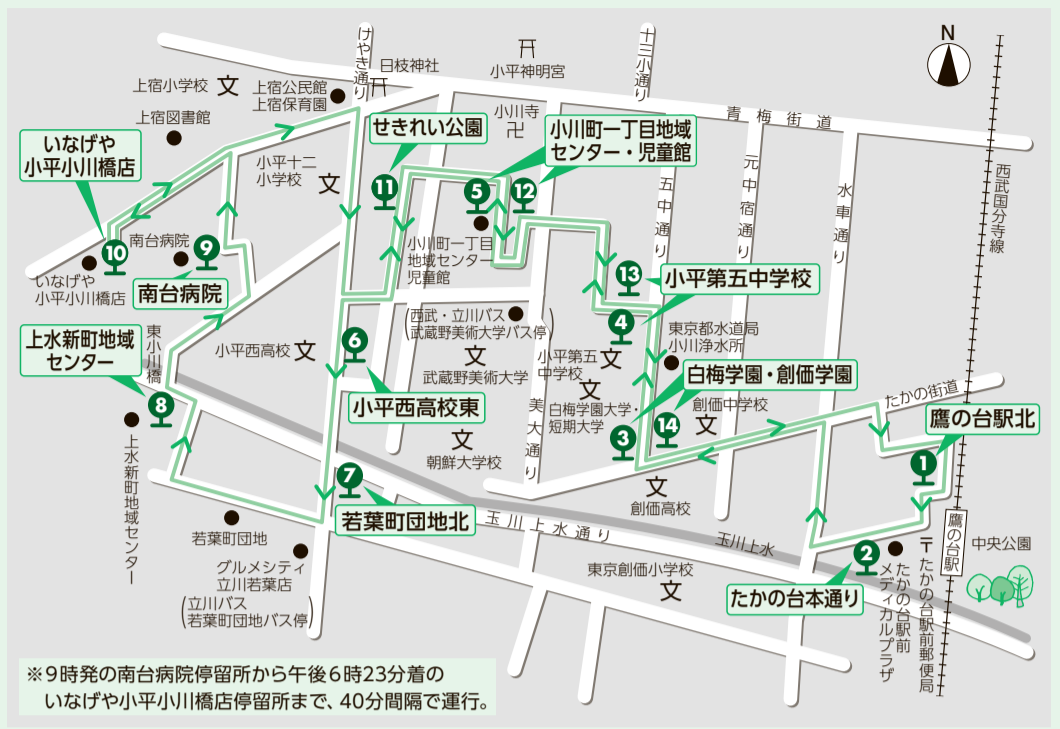 N
けやき通り
日枝神社
小平神明宮
十三小通り
上宿小学校
文
上宿公民館
上宿保育園
青梅街道
上宿図書館
せきれい公園
小川寺
卍
小川町一丁目地域
センター・児童館
いなげや
小平小川橋店
小平十二
小学校
文
11
5
12
五中通り
元中宿通り
水車通り
西武国分寺線
南台病院
9
10
いなげや
小平小川橋店
南台病院
小川町一丁目
地域センター
児童館
13
小平第五中学校
4
上水新町地域
センター
東小川橋
小平西高校
文
6
(西武・立川バス
武蔵野美術大学バス停)
文
武蔵野美術大学
小平第五
中学校
文
東京都水道局
小川浄水所
白梅学園・創価学園
文
白梅学園大学・
短期大学
3
14
創価中学校
文
たかの街道
鷹の台駅北
1
8
小平西高校東
美大通り
文
朝鮮大学校
上水新町地域センター
7
若葉町団地北
文
創価高校
玉川上水通り
玉川上水
鷹の台駅
中央公園
若葉町団地
グルメシティ
立川若葉店
(立川バス
若葉町団地バス停)
東京創価小学校
文
2
たかの台本通り
たかの台駅前
メディカルプラザ
〒たかの台駅前郵便局
※9時発の南台病院停留所から午後6時23分着の
いなげや小平小川橋店停留所まで、40分間隔で運行。